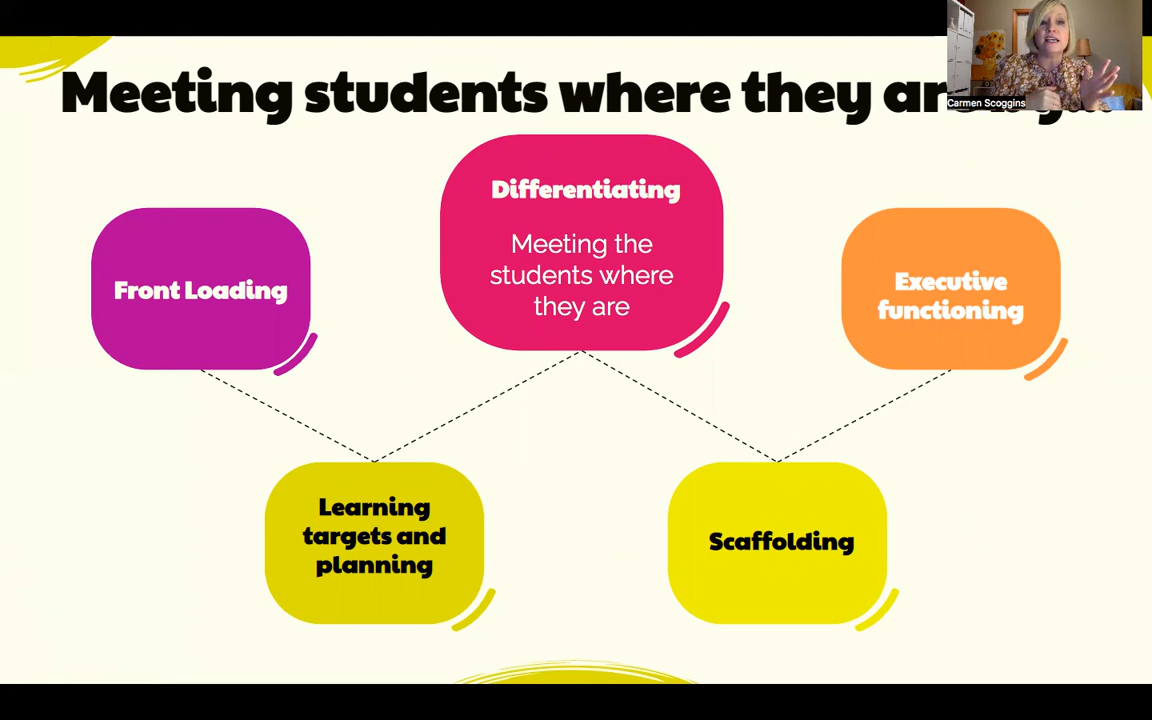 Meeting students where they are
Carmen Scoggins
Differentiating
Meeting the
students where
they are
Front Loading
Executive
functioning
Learning
targets and
planning
Scaffolding